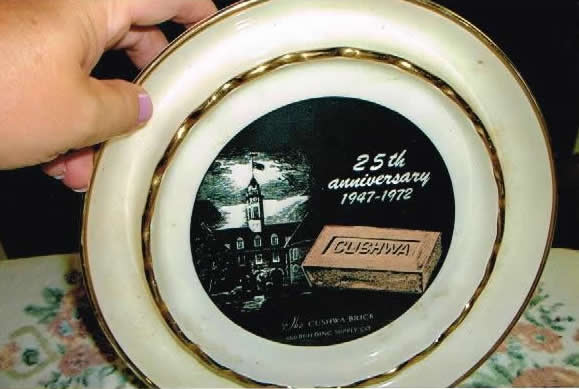 25th
anniversary
1947-1972
CUSHWA
The CUSHWA BRICK
AND BUILDING SUPPLY CO.